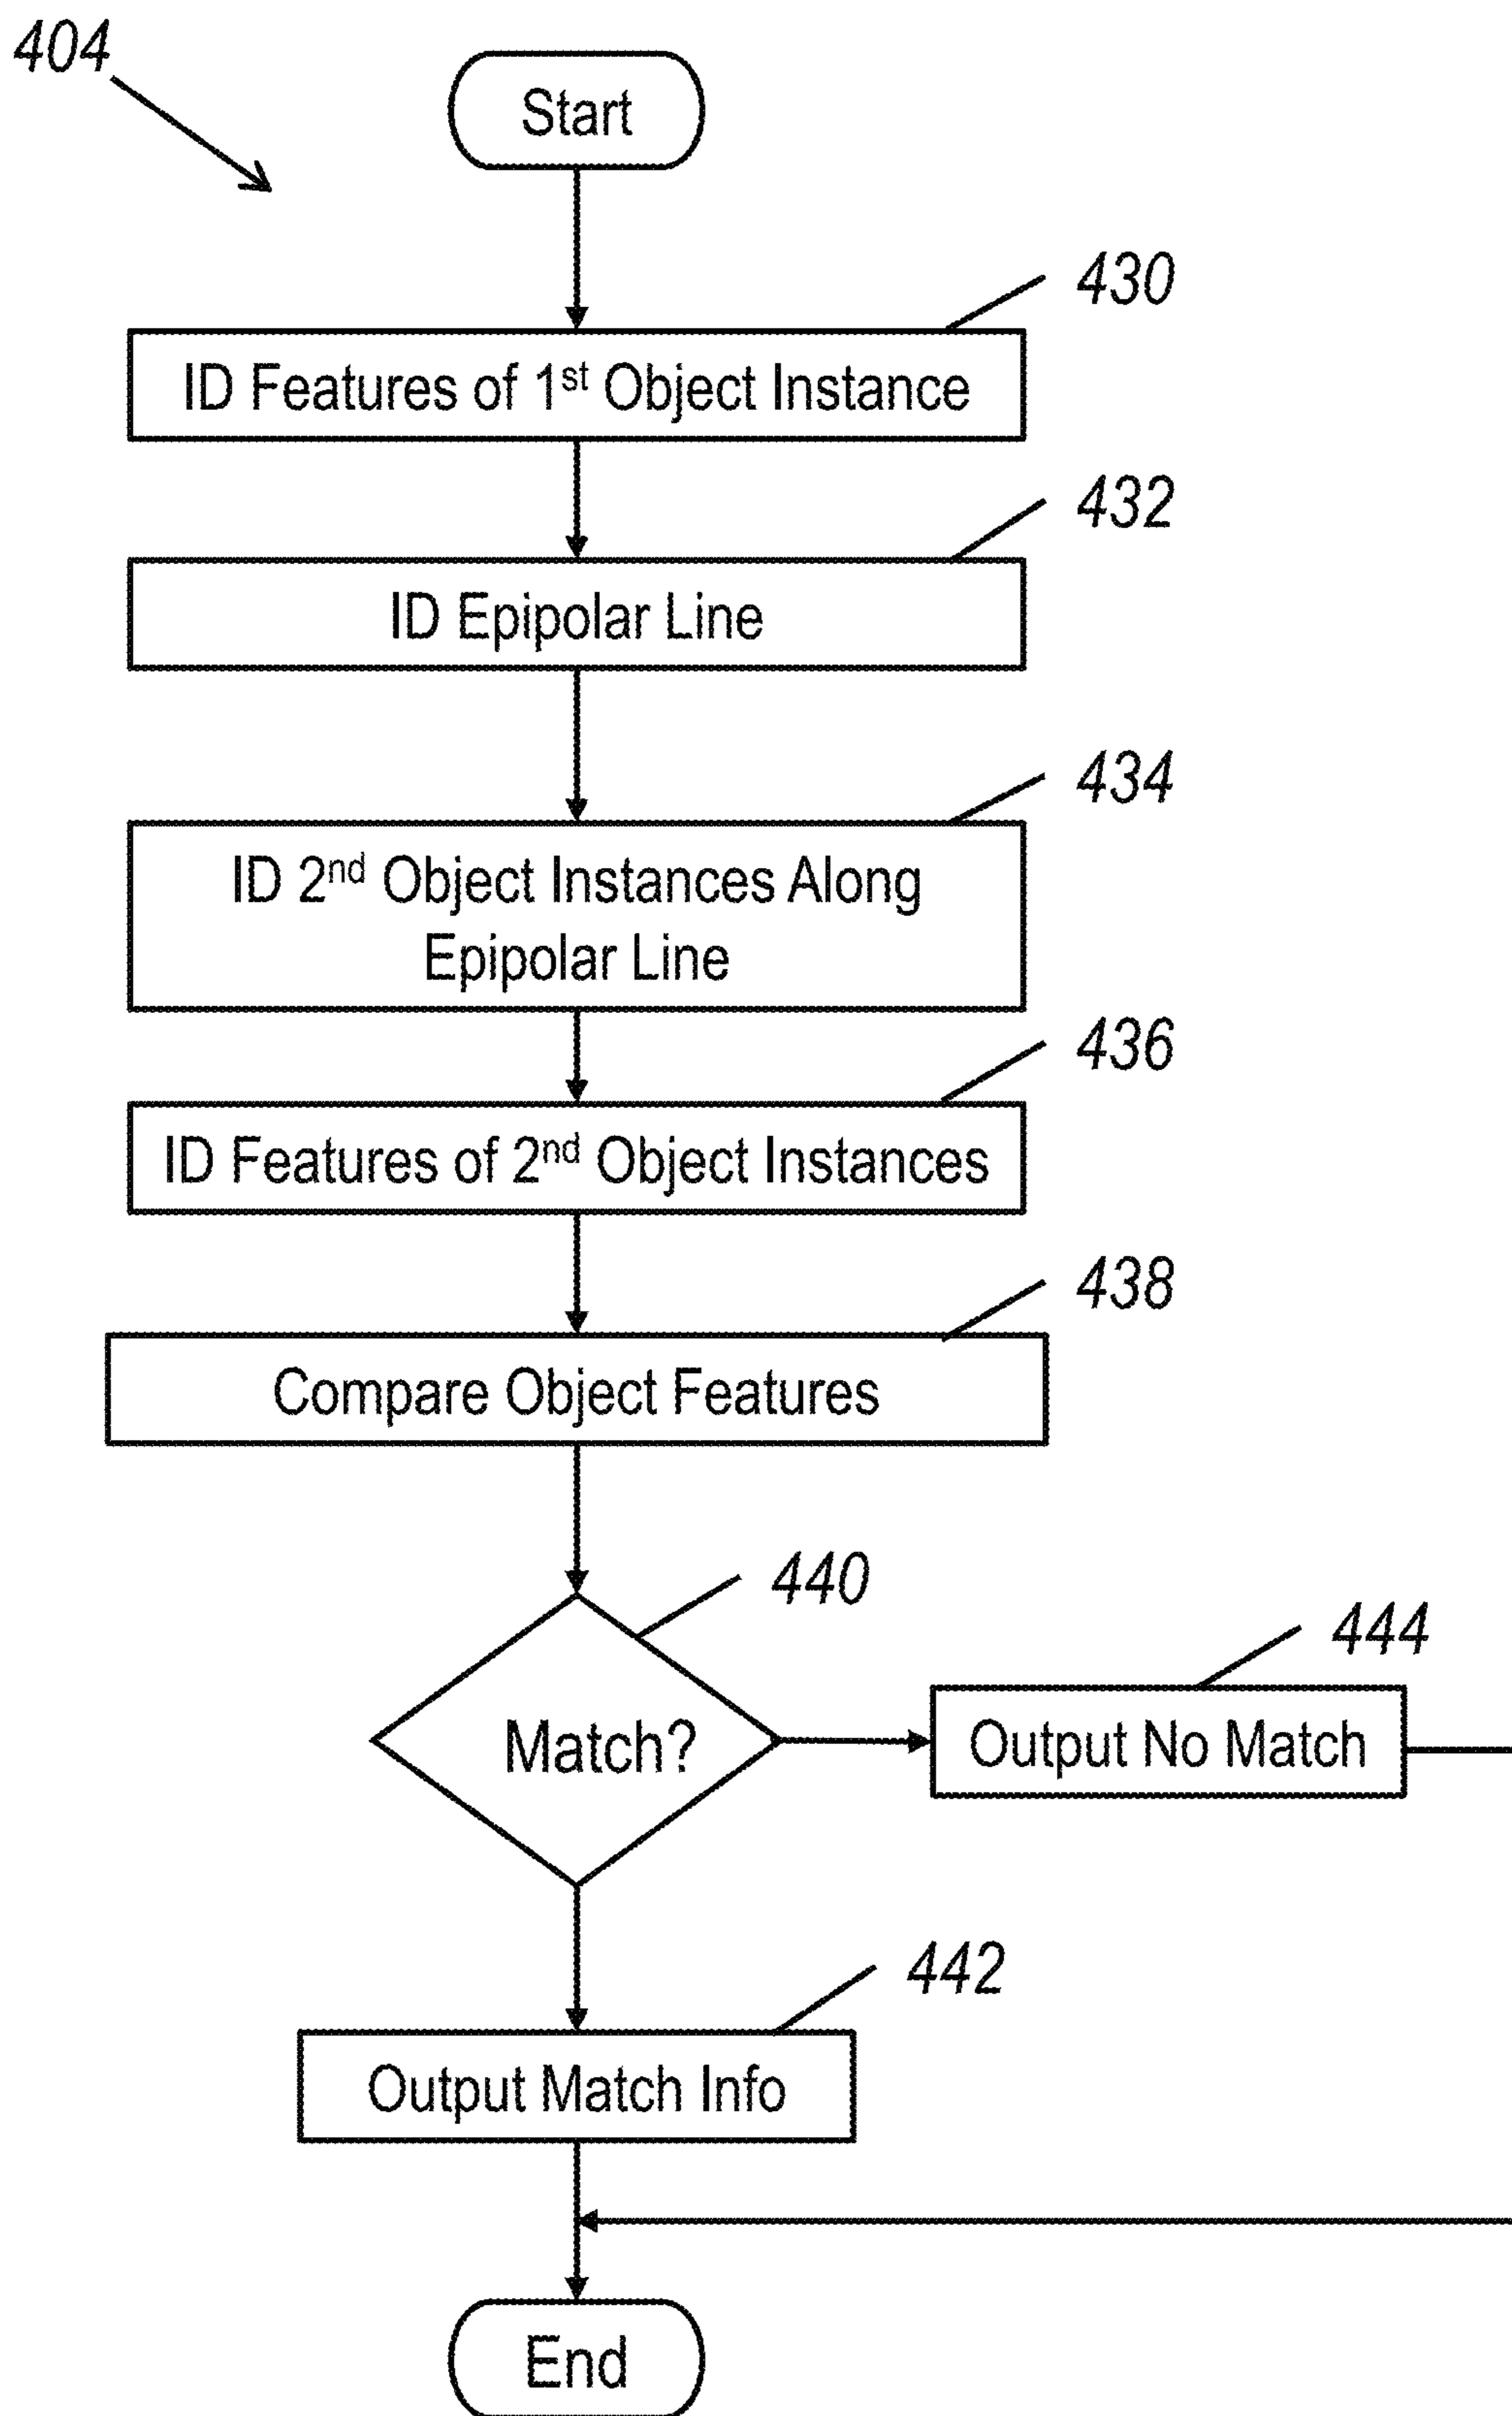 404
Start
430
ID Features of 1st Object Instance
432
ID Epipolar Line
434
ID 2nd Object Instances Along
Epipolar Line
436
ID Features of 2nd Object Instances
438
Compare Object Features
440
444
Match?
Output No Match
442
Output Match Info
End